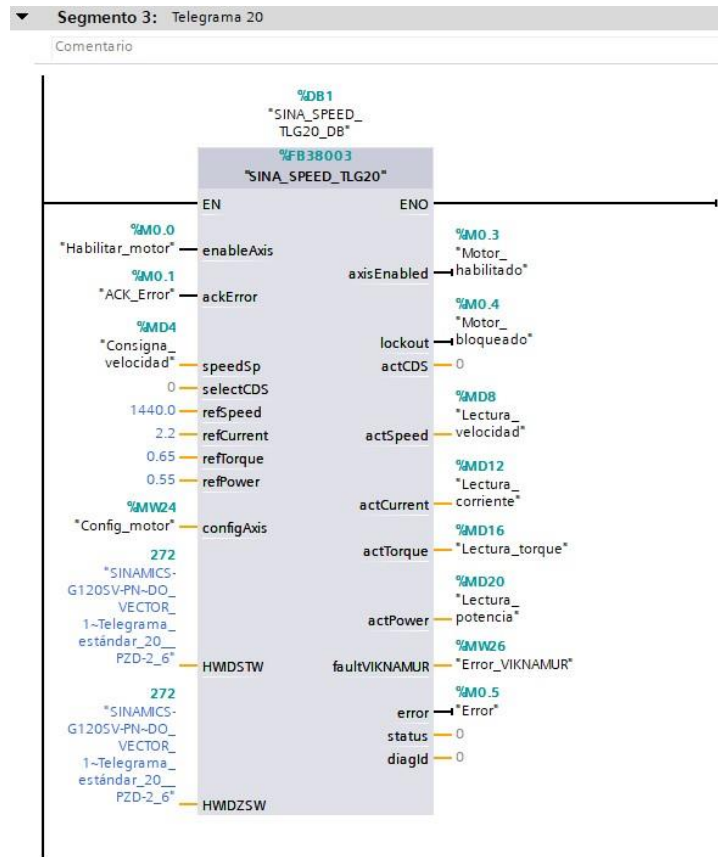 Segmento 3: Telegrama 20
Comentario
%DB1
"SINA_SPEED_
TLG20_DB"
%FB38003
"SINA_SPEED_TLG20"
EN
ENO
%M0.0
"Habilitar_motor"
enableAxis
%M0.1
"ACK_Error"
ackError
%MD4
"Consigna_
velocidad"
speedSp
0
selectCDS
1440.0
refSpeed
2.2
refCurrent
0.65
refTorque
0.55
refPower
%MW24
"Config_motor"
configAxis
272
"SINAMICS-
G120SV-PN~DO_
VECTOR_
1~Telegrama_
estándar_20__
PZD-2_6"
HWIDSTW
272
"SINAMICS-
G120SV-PN~DO_
VECTOR_
1~Telegrama_
estándar_20__
PZD-2_6"
HWIDZSW
%M0.3
"Motor_
habilitado"
axisEnabled
%M0.4
"Motor_
bloqueado"
lockout
actCDS
0
%MD8
"Lectura_
velocidad"
actSpeed
%MD12
"Lectura_
corriente"
actCurrent
%MD16
"Lectura_torque"
actTorque
%MD20
"Lectura_
potencia"
actPower
%MW26
"Error_VIKNAMUR"
faultVIKNAMUR
%M0.5
"Error"
error
status
0
diagId
0